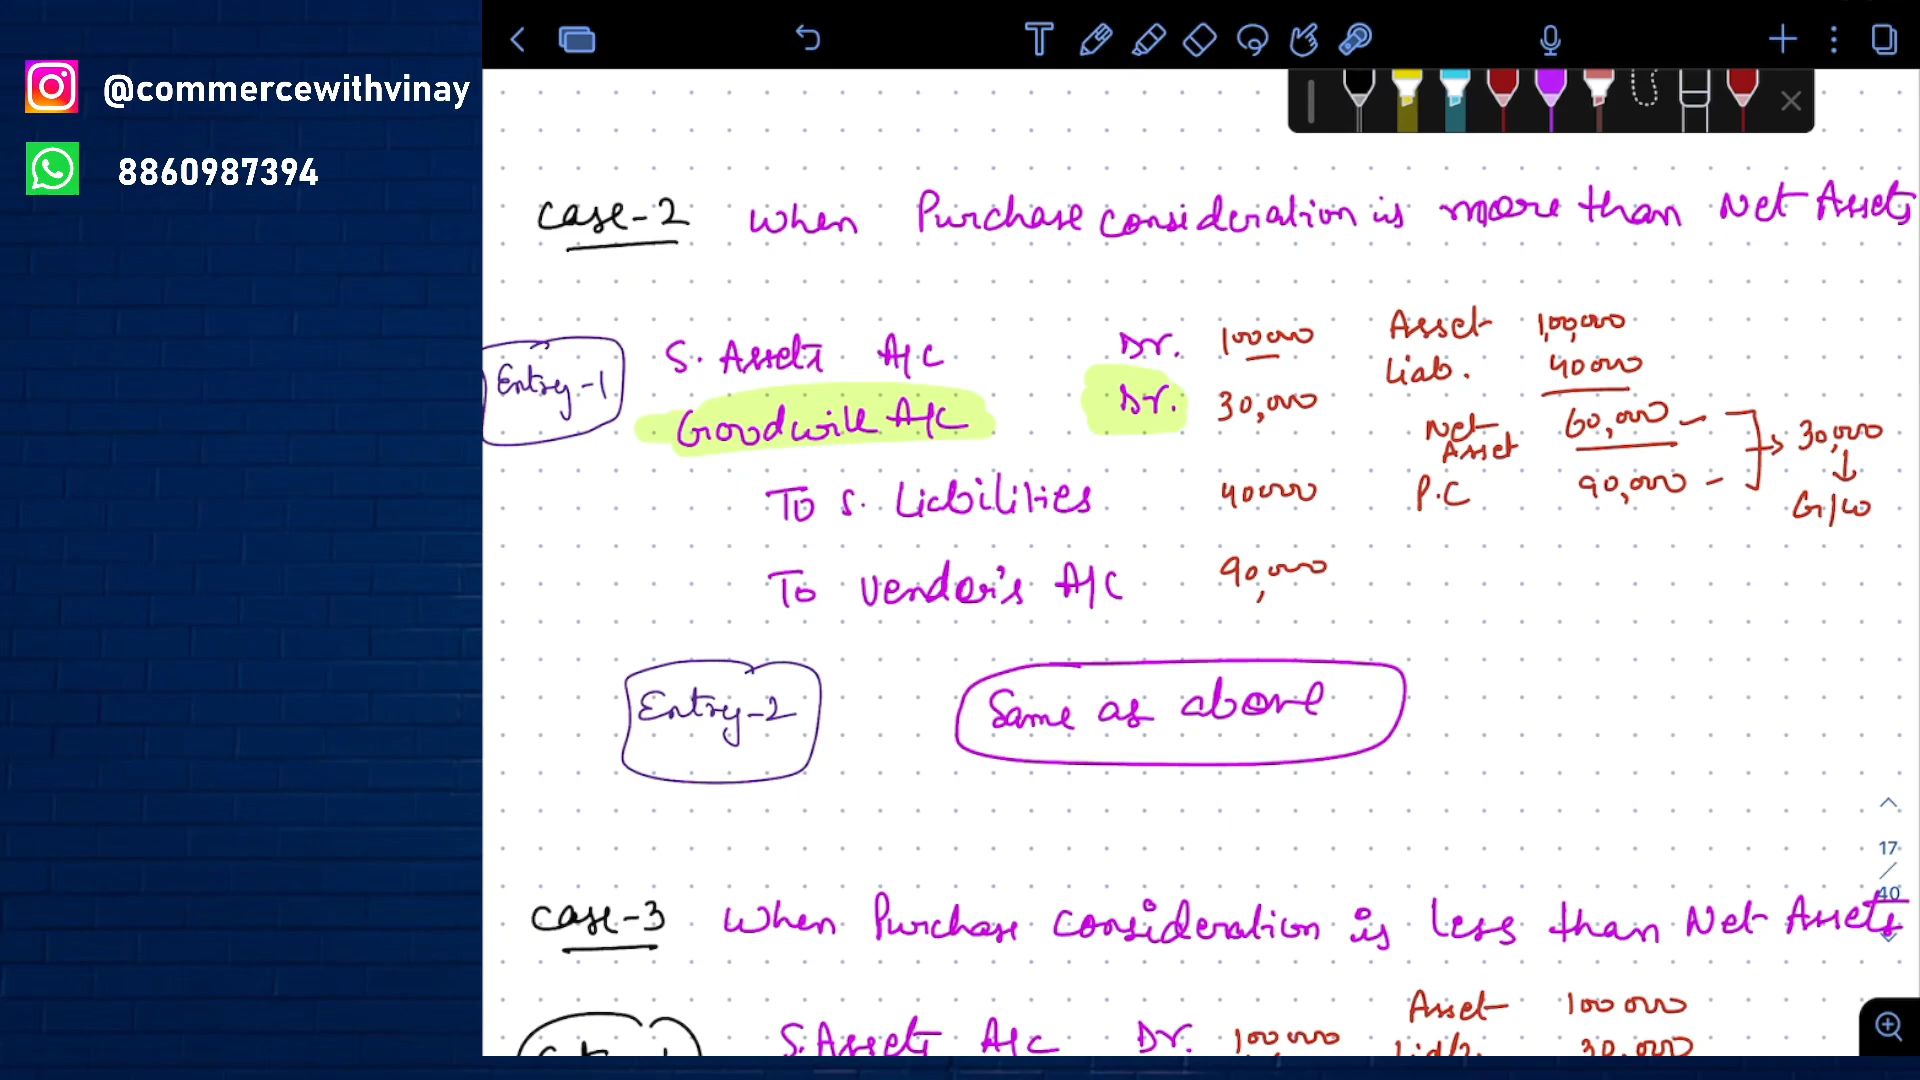 @commercewithvinay
8860987394
Case-2 When Purchase consideration is more than Net Assets
Entry-1 S. Assets A/C Dr. 100000
Goodwill A/C Dr. 30,000
To S. Liabilities 40000
To Vendor's A/C 90,000
Asset 1,00,000
Liab. 40000
Net Asset 60,000
P.C 90,000
30,000
G/w
Entry-2 Same as above
17
/
40
Case-3 When Purchase consideration is less than Net Assets
S. Assets A/C Dr. 100000
Asset 100000
30,000